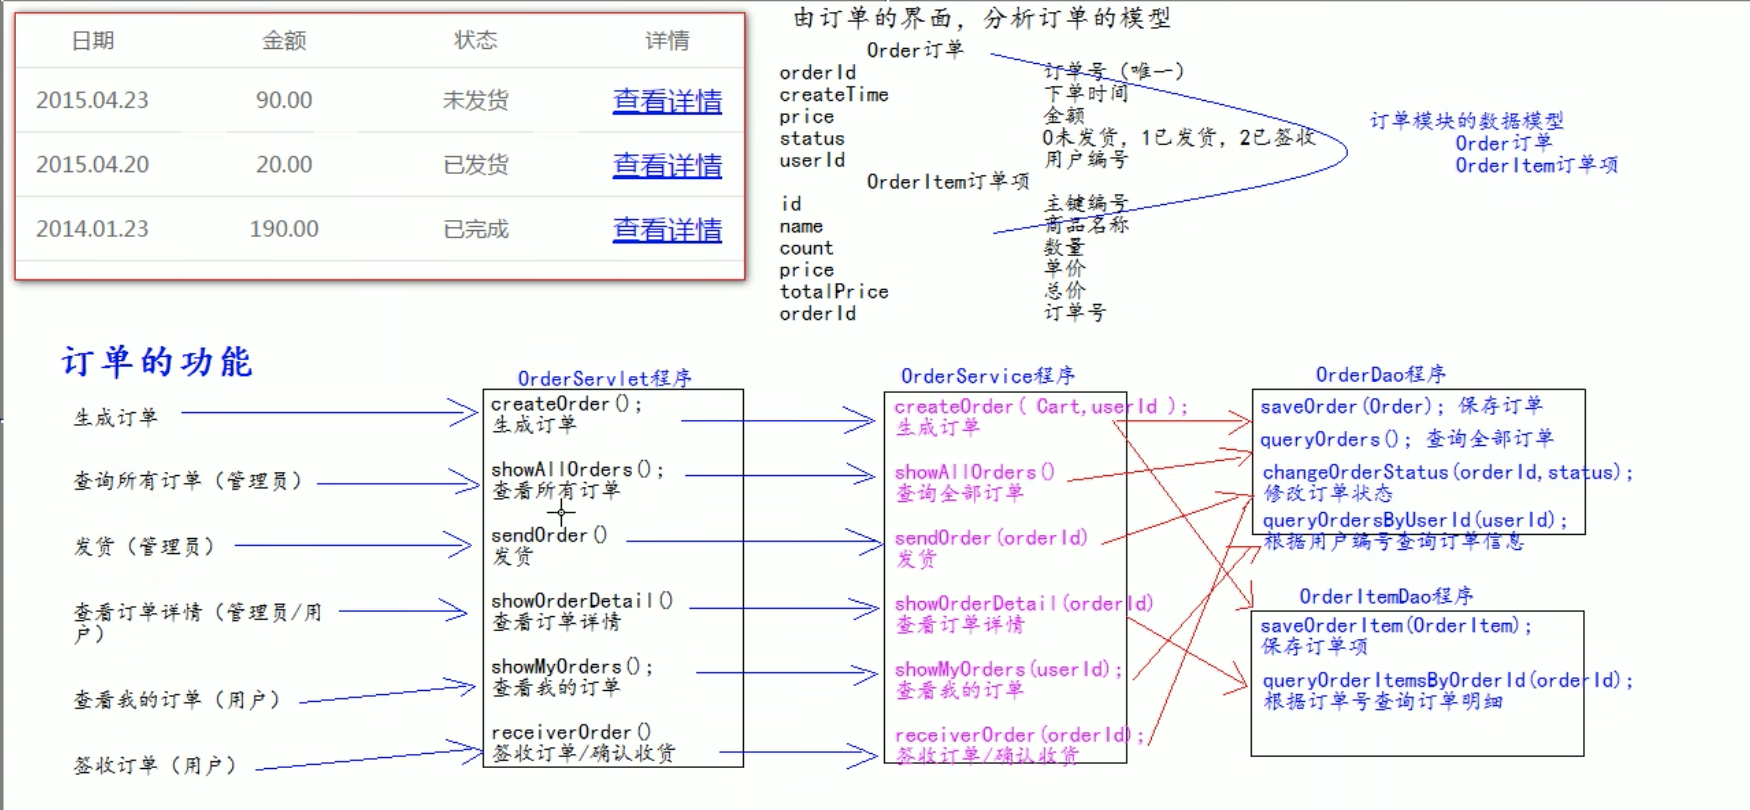 日期 金额 状态 详情
2015.04.23 90.00 未发货 查看详情
2015.04.20 20.00 已发货 查看详情
2014.01.23 190.00 已完成 查看详情
由订单的界面，分析订单的模型
Order订单
orderId 订单号（唯一）
createTime 下单时间
price 金额
status 0未发货，1已发货，2已签收
userId 用户编号
OrderItem订单项
id 主键编号
name 商品名称
count 数量
price 单价
totalPrice 总价
orderId 订单号
订单模块的数据模型
Order订单
OrderItem订单项
订单的功能
生成订单
查询所有订单（管理员）
发货（管理员）
查看订单详情（管理员/用
户）
查看我的订单（用户）
签收订单（用户）
OrderServlet程序
createOrder();
生成订单
showAllOrders();
查看所有订单
sendOrder()
发货
showOrderDetail()
查看订单详情
showMyOrders();
查看我的订单
receiverOrder()
签收订单/确认收货
OrderService程序
createOrder( Cart,userId );
生成订单
showAllOrders()
查询全部订单
sendOrder(orderId)
发货
showOrderDetail(orderId)
查看订单详情
showMyOrders(userId);
查看我的订单
receiverOrder(orderId);
签收订单/确认收货
OrderDao程序
saveOrder(Order); 保存订单
queryOrders(); 查询全部订单
changeOrderStatus(orderId,status);
修改订单状态
queryOrdersByUserId(userId);
根据用户编号查询订单信息
OrderItemDao程序
saveOrderItem(OrderItem);
保存订单项
queryOrderItemsByOrderId(orderId);
根据订单号查询订单明细